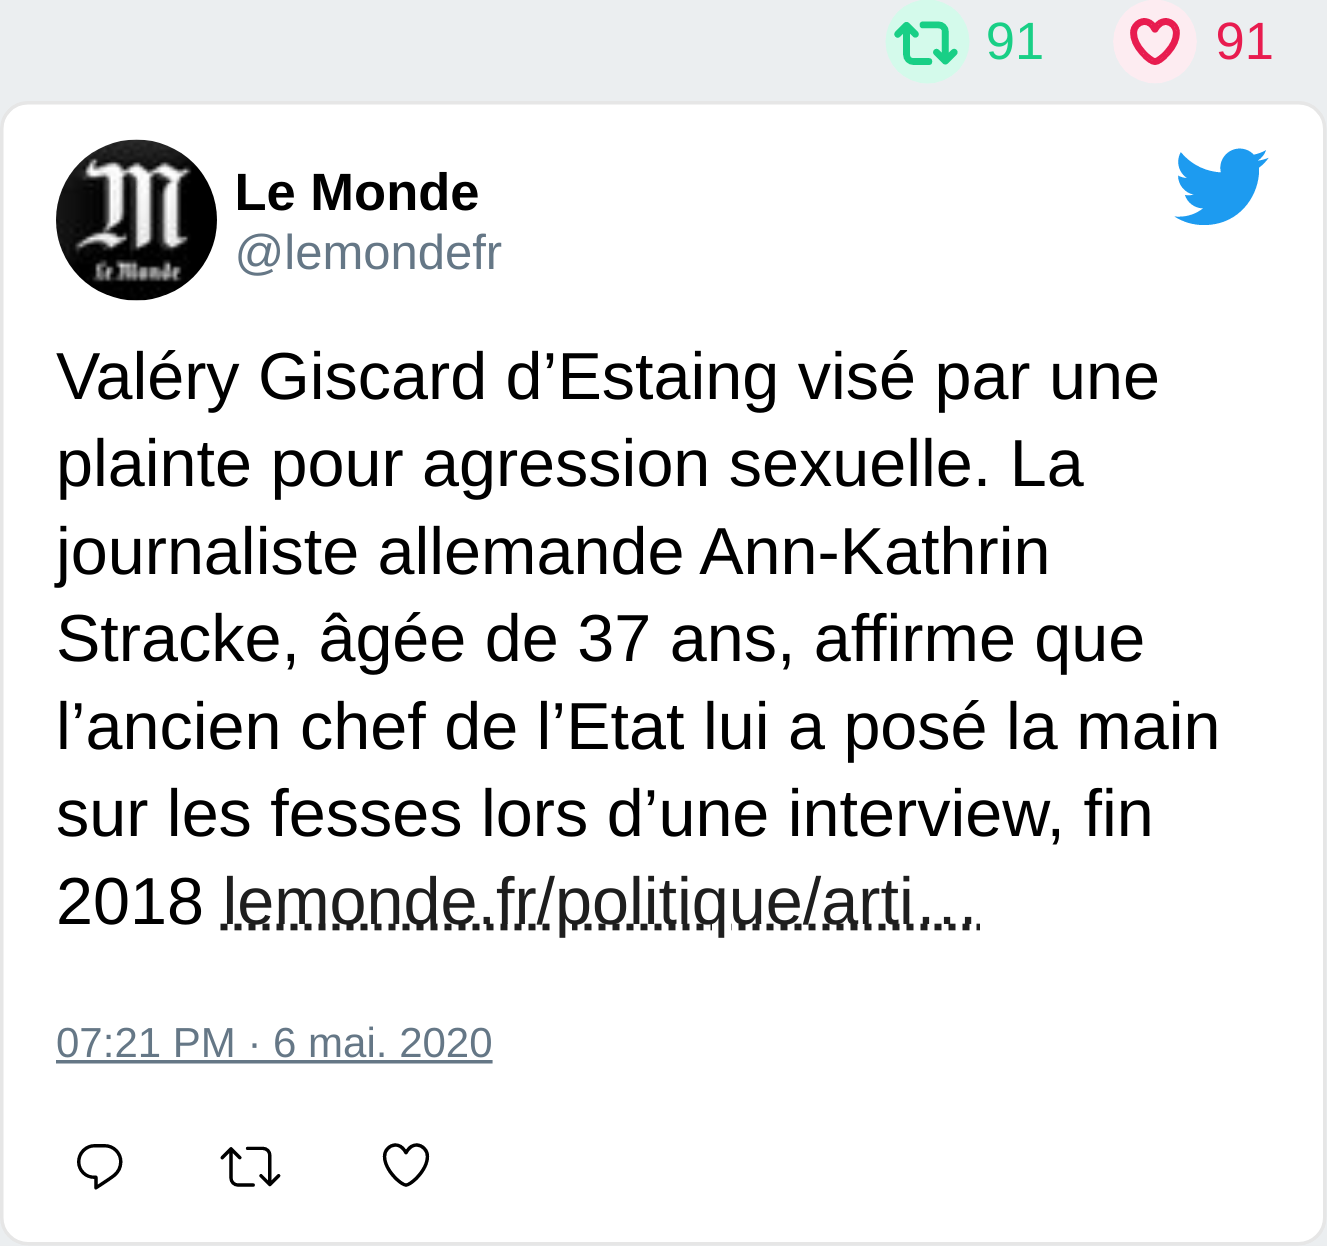 91 91
Le Monde
Le Monde
@lemondefr
Valéry Giscard d’Estaing visé par une
plainte pour agression sexuelle. La
journaliste allemande Ann-Kathrin
Stracke, âgée de 37 ans, affirme que
l’ancien chef de l’Etat lui a posé la main
sur les fesses lors d’une interview, fin
2018 lemonde.fr/politique/arti…
07:21 PM · 6 mai. 2020